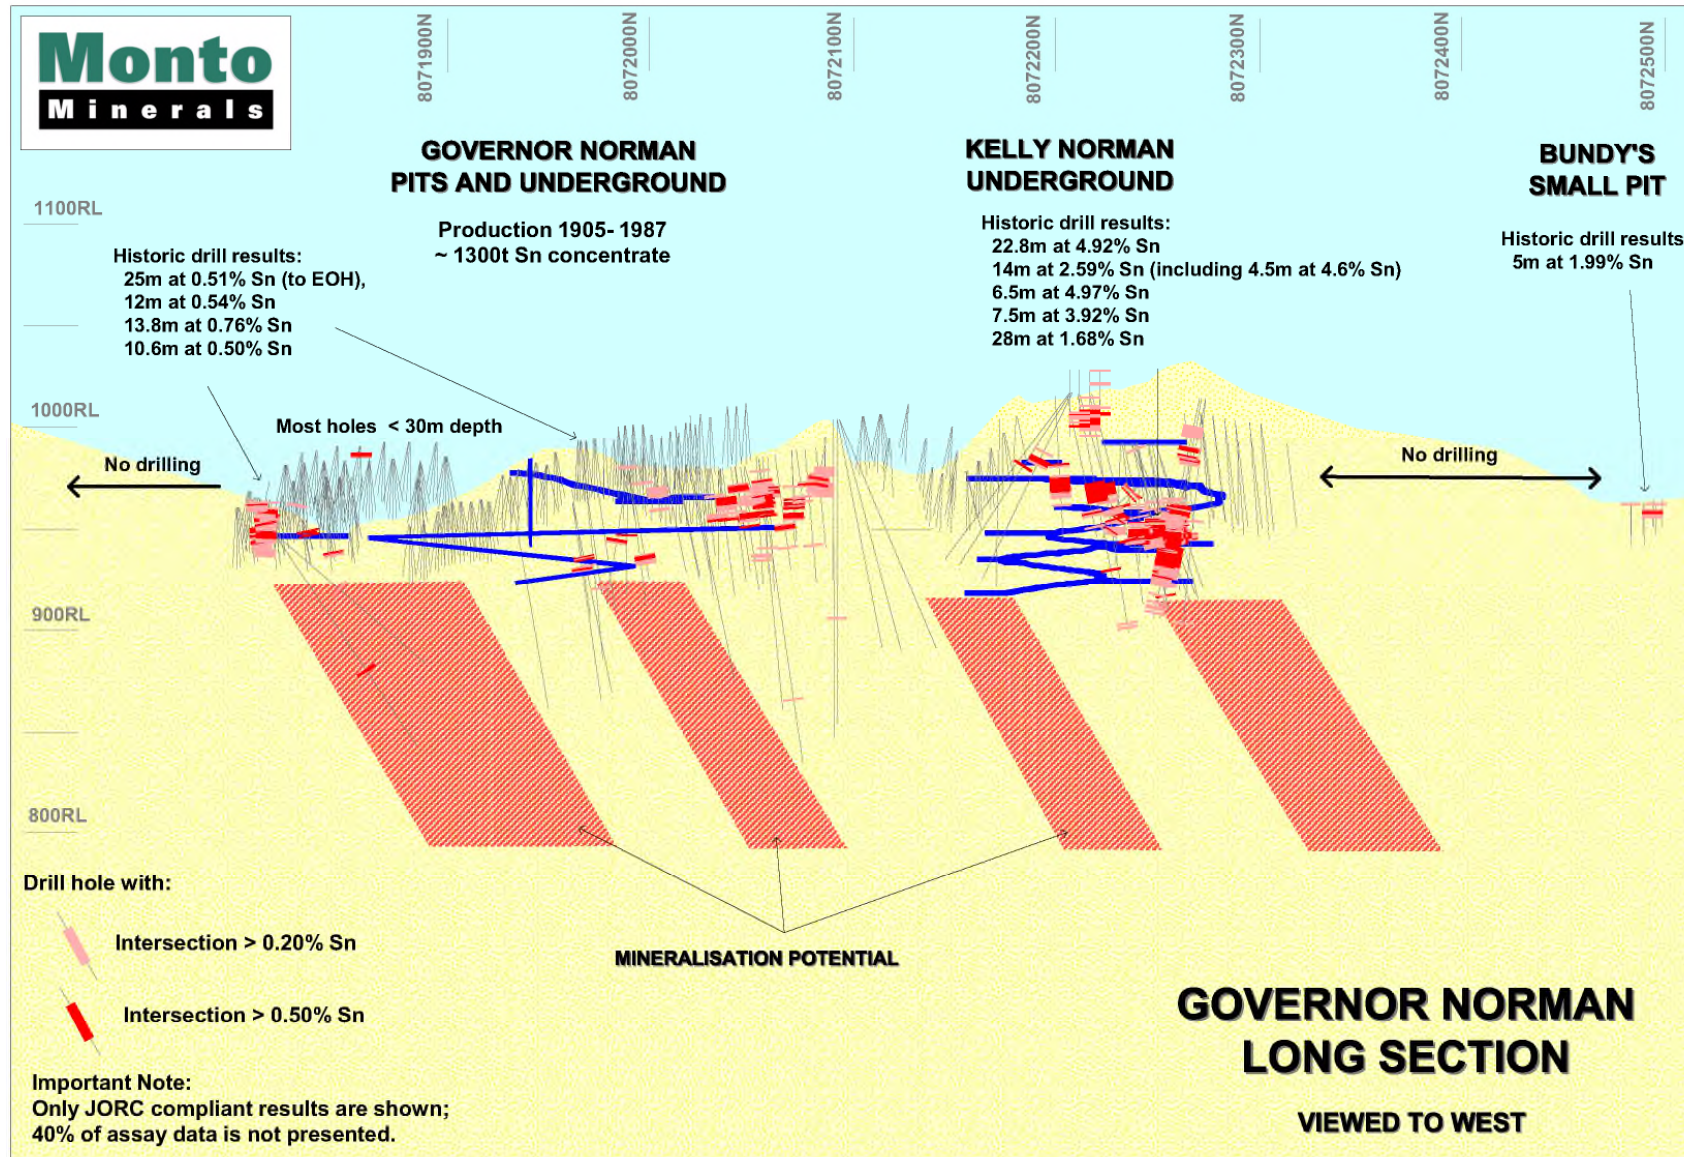 Monto
Minerals
8071900N
8072000N
8072100N
8072200N
8072300N
8072400N
8072500N
GOVERNOR NORMAN
PITS AND UNDERGROUND
Production 1905- 1987
~ 1300t Sn concentrate
KELLY NORMAN
UNDERGROUND
Historic drill results:
22.8m at 4.92% Sn
14m at 2.59% Sn (including 4.5m at 4.6% Sn)
6.5m at 4.97% Sn
7.5m at 3.92% Sn
28m at 1.68% Sn
BUNDY'S
SMALL PIT
Historic drill results
5m at 1.99% Sn
1100RL
Historic drill results:
25m at 0.51% Sn (to EOH),
12m at 0.54% Sn
13.8m at 0.76% Sn
10.6m at 0.50% Sn
1000RL
Most holes < 30m depth
No drilling
No drilling
900RL
800RL
Drill hole with:
Intersection > 0.20% Sn
Intersection > 0.50% Sn
MINERALISATION POTENTIAL
Important Note:
Only JORC compliant results are shown;
40% of assay data is not presented.
GOVERNOR NORMAN
LONG SECTION
VIEWED TO WEST